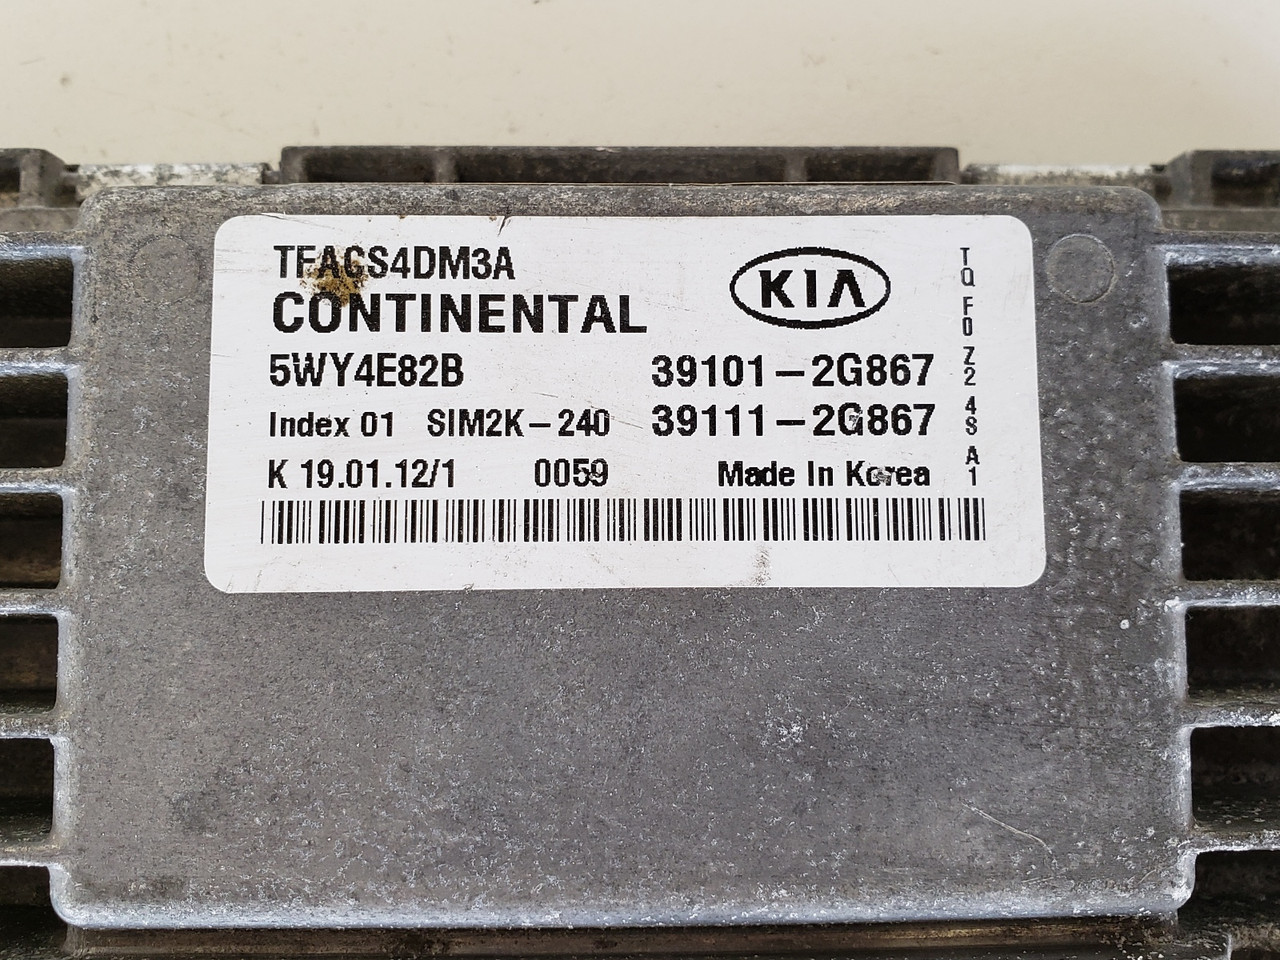 TFACS4DM3A
CONTINENTAL
KIA
5WY4E82B 39101-2G867
Index 01 SIM2K-240 39111-2G867
K 19.01.12/1 0059 Made In Korea
TQ F0 Z2 4S A1